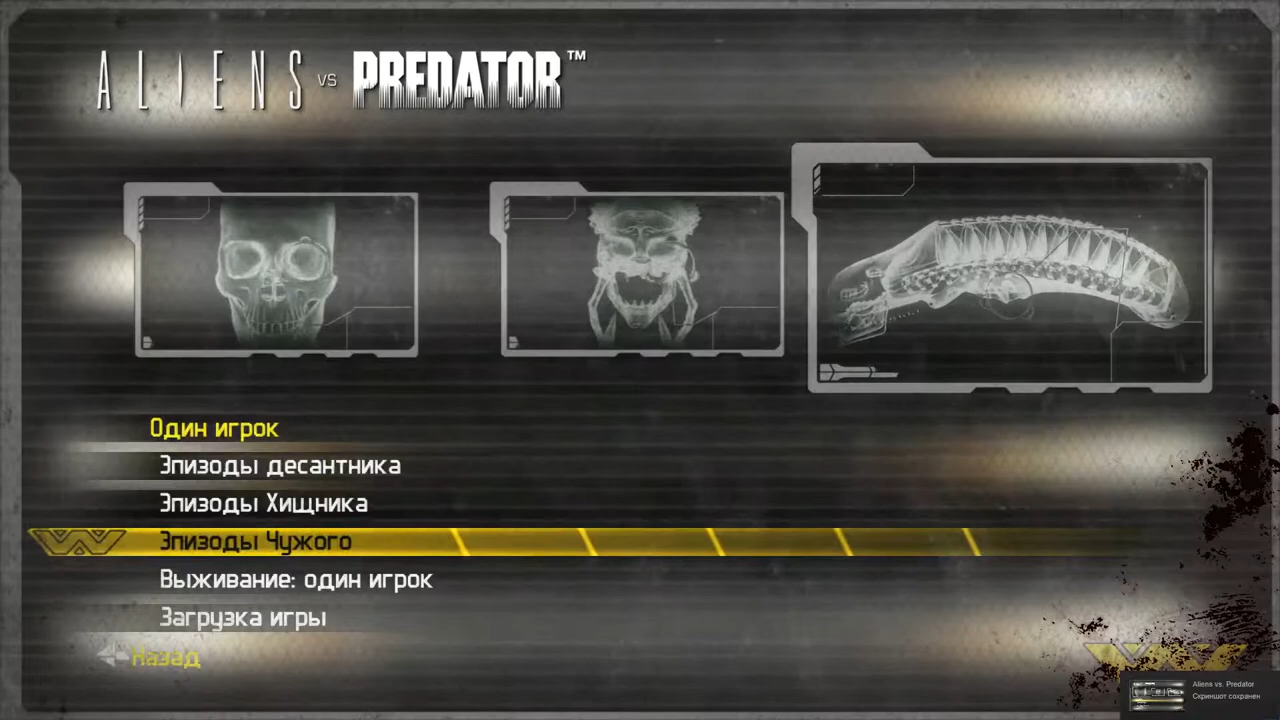 ALIENS VS PREDATOR™
Один игрок
Эпизоды десантника
Эпизоды Хищника
Эпизоды Чужого
Выживание: один игрок
Загрузка игры
Назад
Aliens vs. Predator
Скриншот сохранен